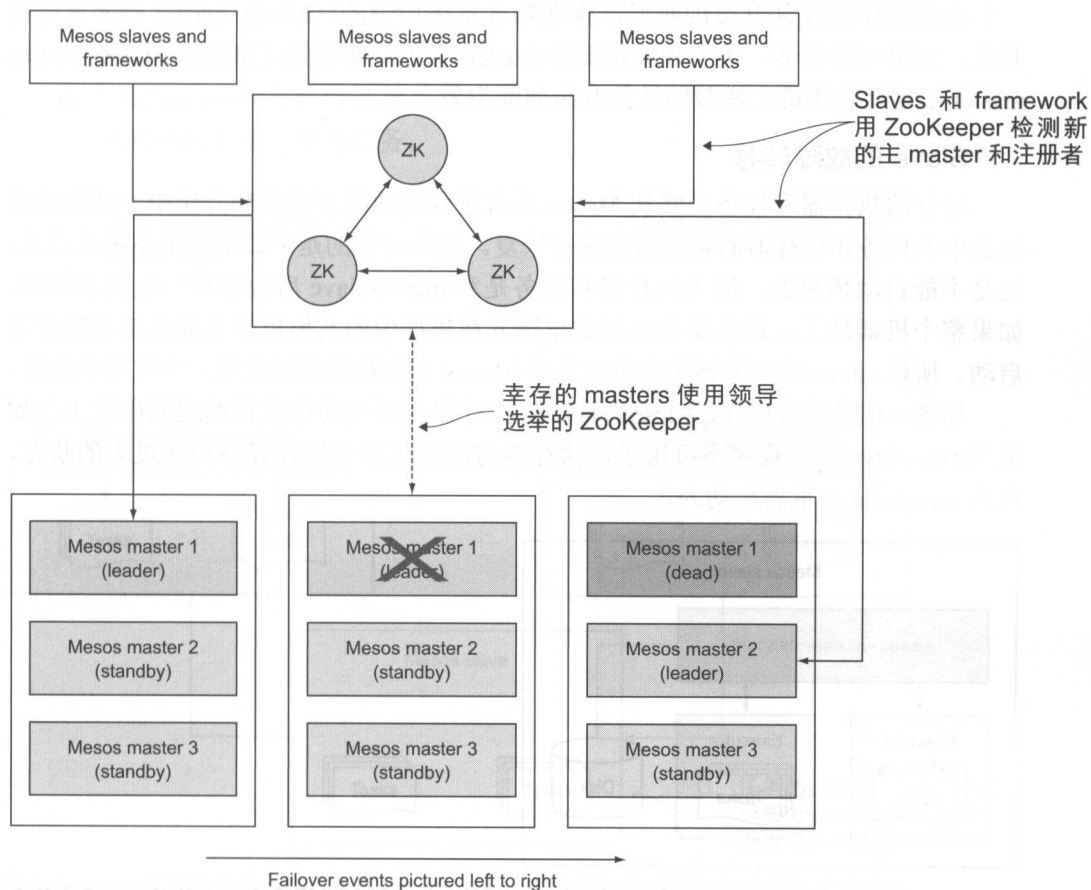 Mesos slaves and
frameworks
Mesos slaves and
frameworks
Mesos slaves and
frameworks
Slaves 和 framework
用 ZooKeeper 检测新
的主 master 和注册者
ZK
ZK
ZK
幸存的 masters 使用领导
选举的 ZooKeeper
Mesos master 1
(leader)
Mesos master 2
(standby)
Mesos master 3
(standby)
Mesos master 1
(leader)
Mesos master 2
(standby)
Mesos master 3
(standby)
Mesos master 1
(dead)
Mesos master 2
(leader)
Mesos master 3
(standby)
Failover events pictured left to right